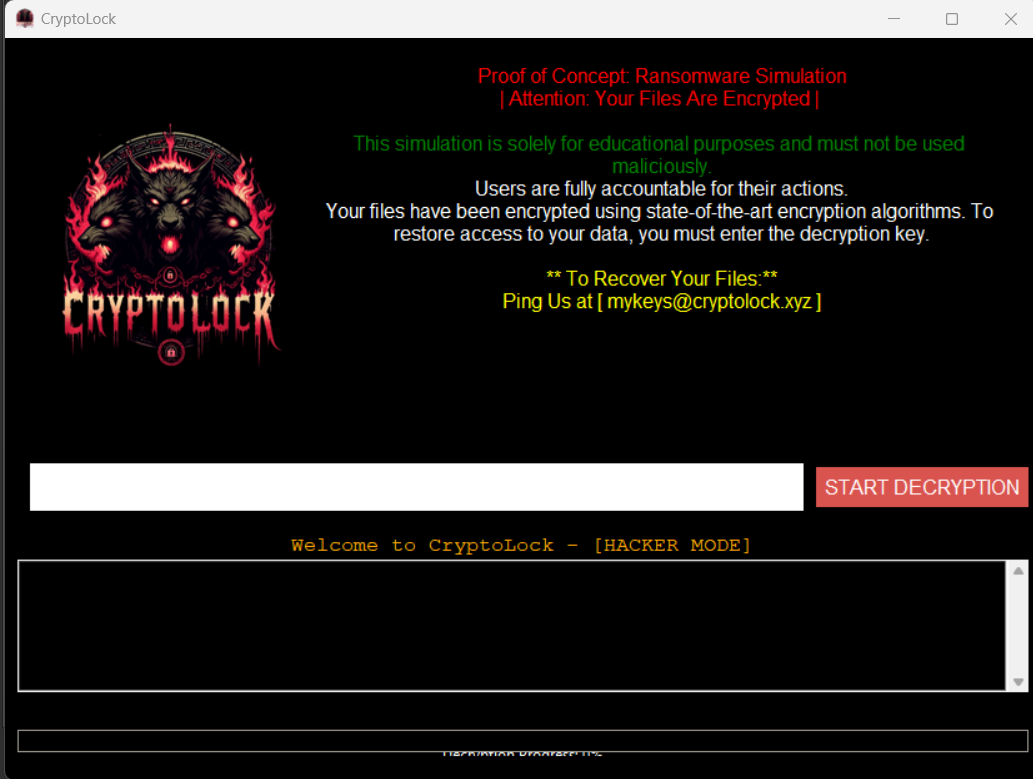 CryptoLock
Proof of Concept: Ransomware Simulation
| Attention: Your Files Are Encrypted |
This simulation is solely for educational purposes and must not be used
maliciously.
Users are fully accountable for their actions.
Your files have been encrypted using state-of-the-art encryption algorithms. To
restore access to your data, you must enter the decryption key.
** To Recover Your Files:**
Ping Us at [ mykeys@cryptolock.xyz ]
CRYPTOLOCK
START DECRYPTION
Welcome to CryptoLock - [HACKER MODE]
Decryption Progress: 0%